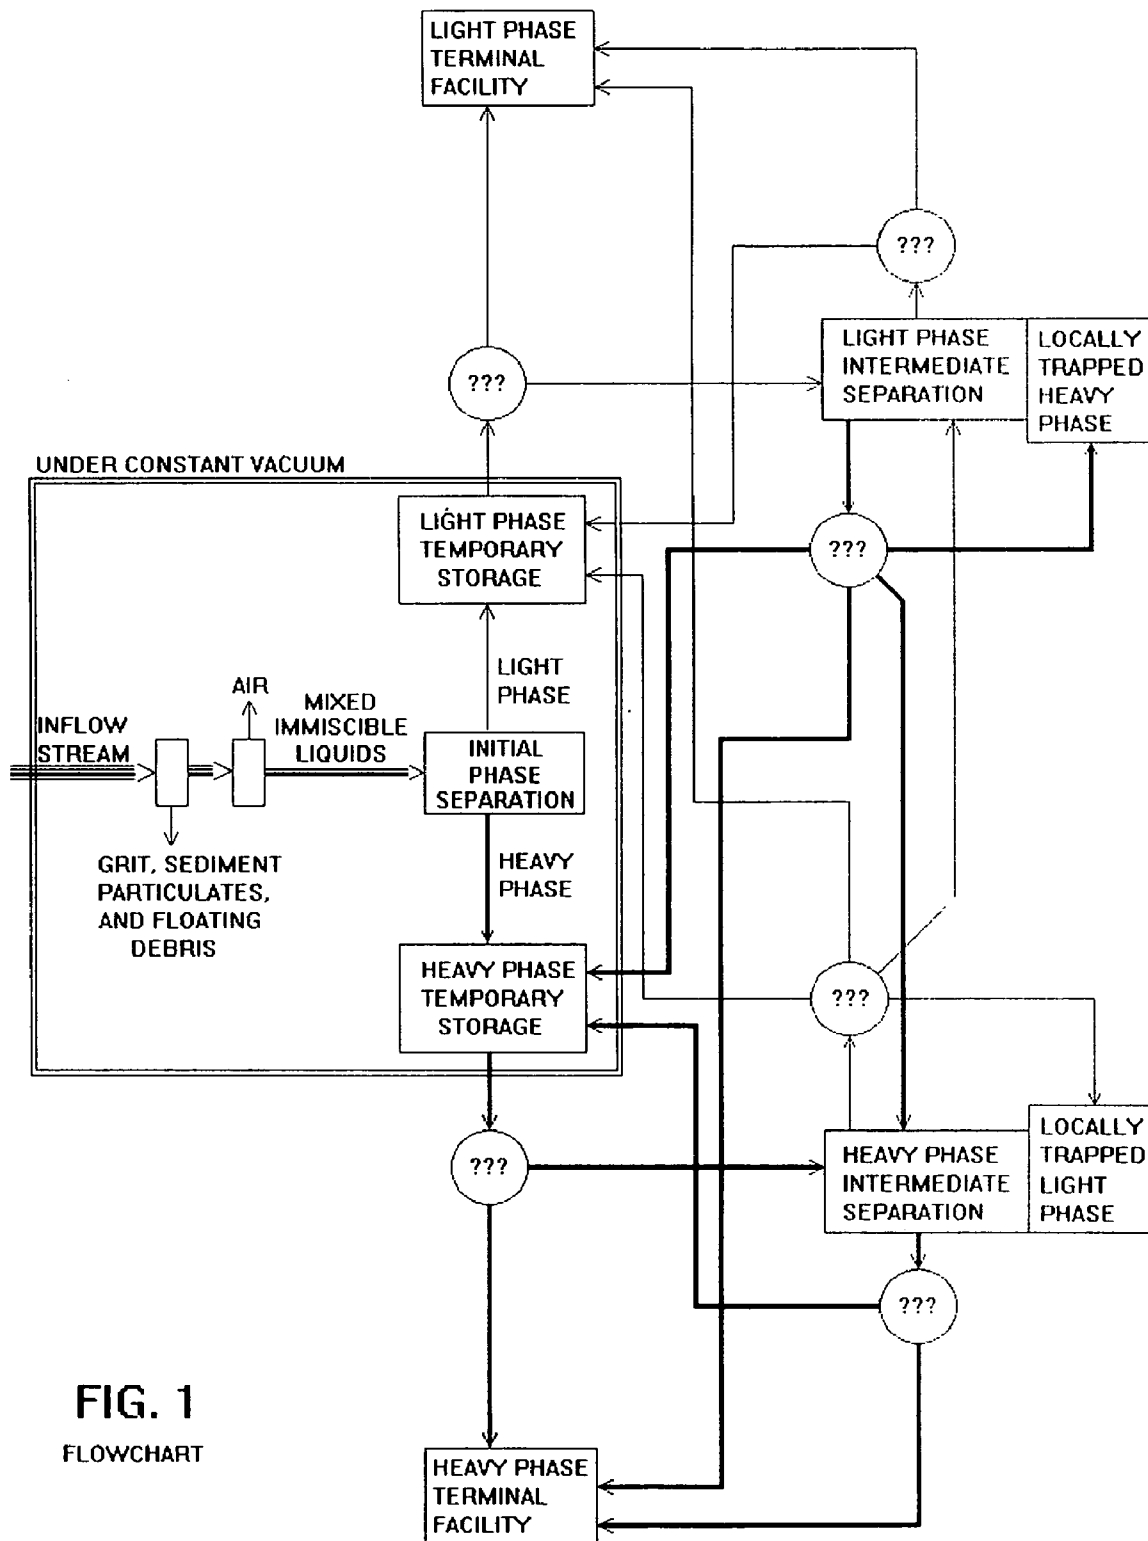 LIGHT PHASE
TERMINAL
FACILITY
???
LIGHT PHASE
INTERMEDIATE
SEPARATION
LOCALLY
TRAPPED
HEAVY
PHASE
???
UNDER CONSTANT VACUUM
LIGHT PHASE
TEMPORARY
STORAGE
???
LIGHT
PHASE
AIR
MIXED
IMMISCIBLE
LIQUIDS
INFLOW
STREAM
INITIAL
PHASE
SEPARATION
HEAVY
PHASE
GRIT, SEDIMENT
PARTICULATES,
AND FLOATING
DEBRIS
HEAVY PHASE
TEMPORARY
STORAGE
???
???
HEAVY PHASE
INTERMEDIATE
SEPARATION
LOCALLY
TRAPPED
LIGHT
PHASE
???
FIG. 1
FLOWCHART
HEAVY PHASE
TERMINAL
FACILITY